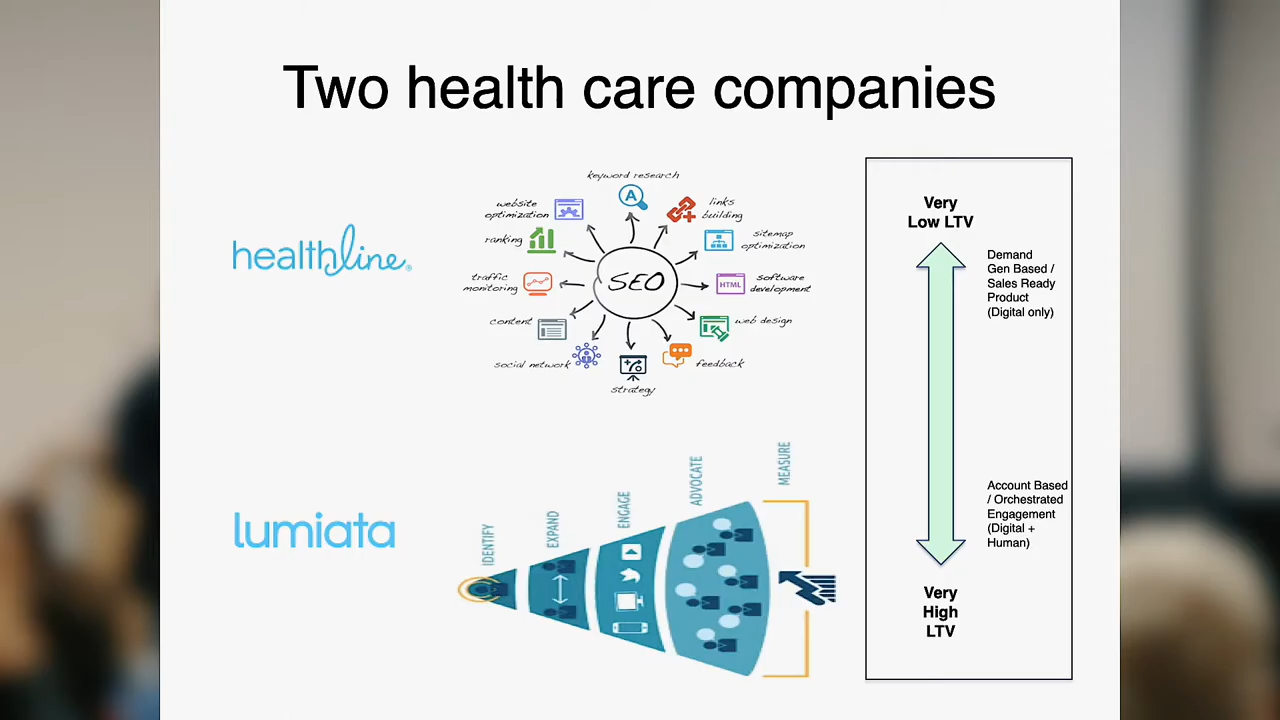 Two health care companies
healthline®
keyword research
website
optimization
links
building
ranking
sitemap
optimization
SEO
traffic
monitoring
HTML
software
development
content
web design
social network
feedback
strategy
A
lumiata
IDENTIFY
EXPAND
ENGAGE
ADVOCATE
MEASURE
Very
Low LTV
Demand
Gen Based /
Sales Ready
Product
(Digital only)
Account Based
/ Orchestrated
Engagement
(Digital +
Human)
Very
High
LTV